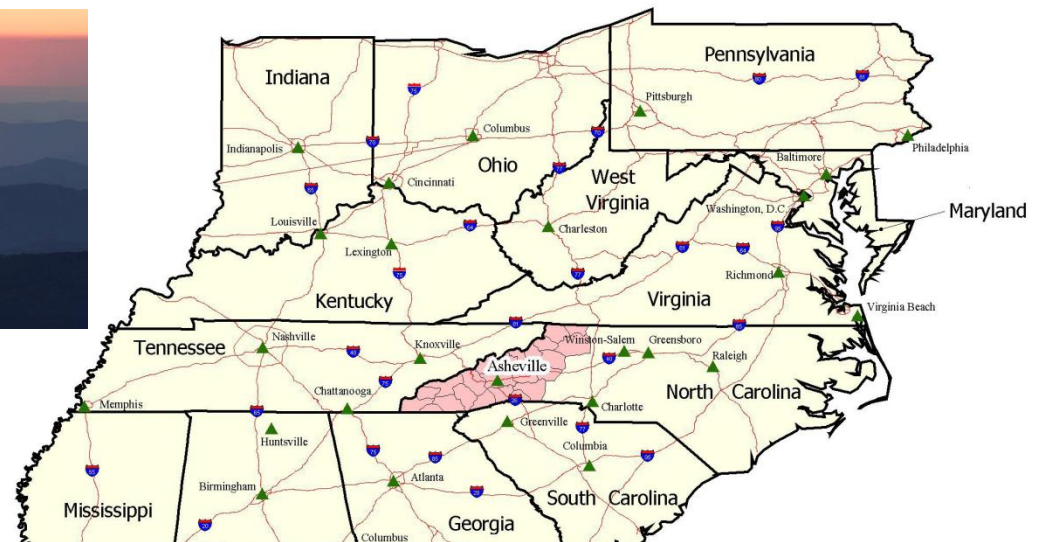 Pennsylvania
Indiana
Pittsburgh
Columbus
Indianapolis
Ohio
Philadelphia
Baltimore
Cincinnati
West
Virginia
Washington, D.C.
Maryland
Louisville
Charleston
Lexington
Richmond
Kentucky
Virginia
Virginia Beach
Tennessee
Nashville
Knoxville
Winston-Salem
Greensboro
Asheville
Raleigh
Chattanooga
North Carolina
Memphis
Charlotte
Greenville
Huntsville
Columbia
Atlanta
Birmingham
South Carolina
Mississippi
Georgia
Columbus